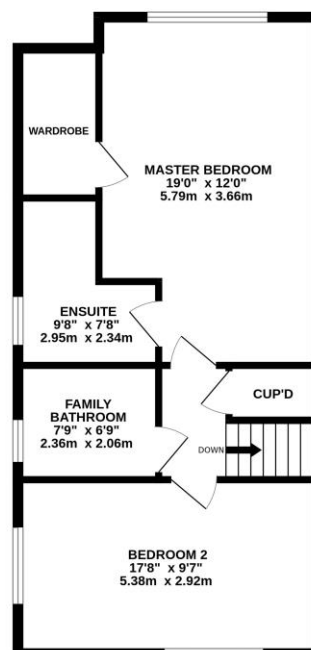 WARDROBE
MASTER BEDROOM
19'0" x 12'0"
5.79m x 3.66m
ENSUITE
9'8" x 7'8"
2.95m x 2.34m
FAMILY
BATHROOM
7'9" x 6'9"
2.36m x 2.06m
CUP'D
DOWN
BEDROOM 2
17'8" x 9'7"
5.38m x 2.92m